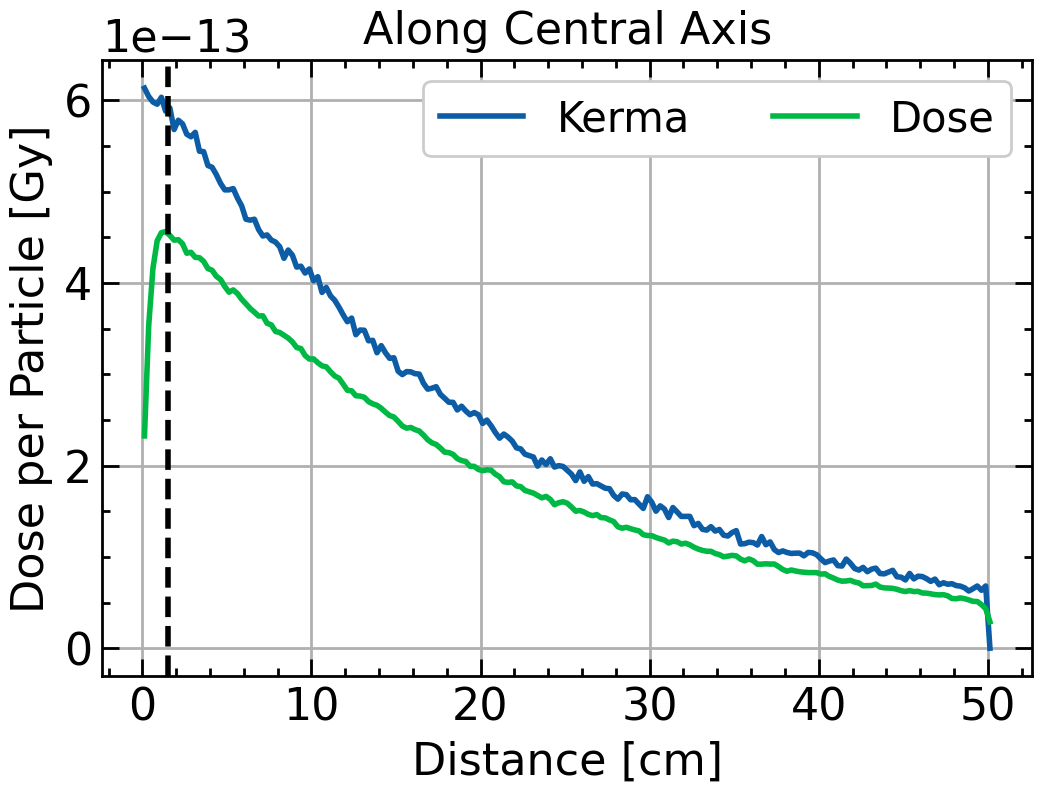 Along Central Axis
1e−13
Kerma Dose
Dose per Particle [Gy]
6
4
2
0
0 10 20 30 40 50
Distance [cm]